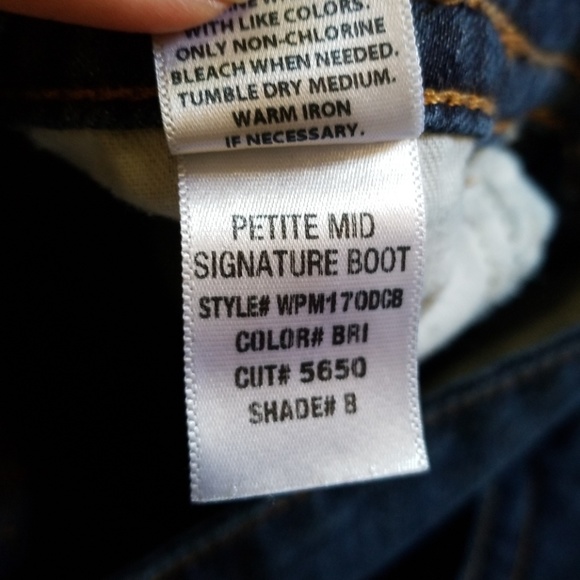 WITH LIKE COLORS.
ONLY NON-CHLORINE
BLEACH WHEN NEEDED.
TUMBLE DRY MEDIUM.
WARM IRON
IF NECESSARY.
PETITE MID
SIGNATURE BOOT
STYLE# WPM170DCB
COLOR# BRI
CUT# 5650
SHADE# B